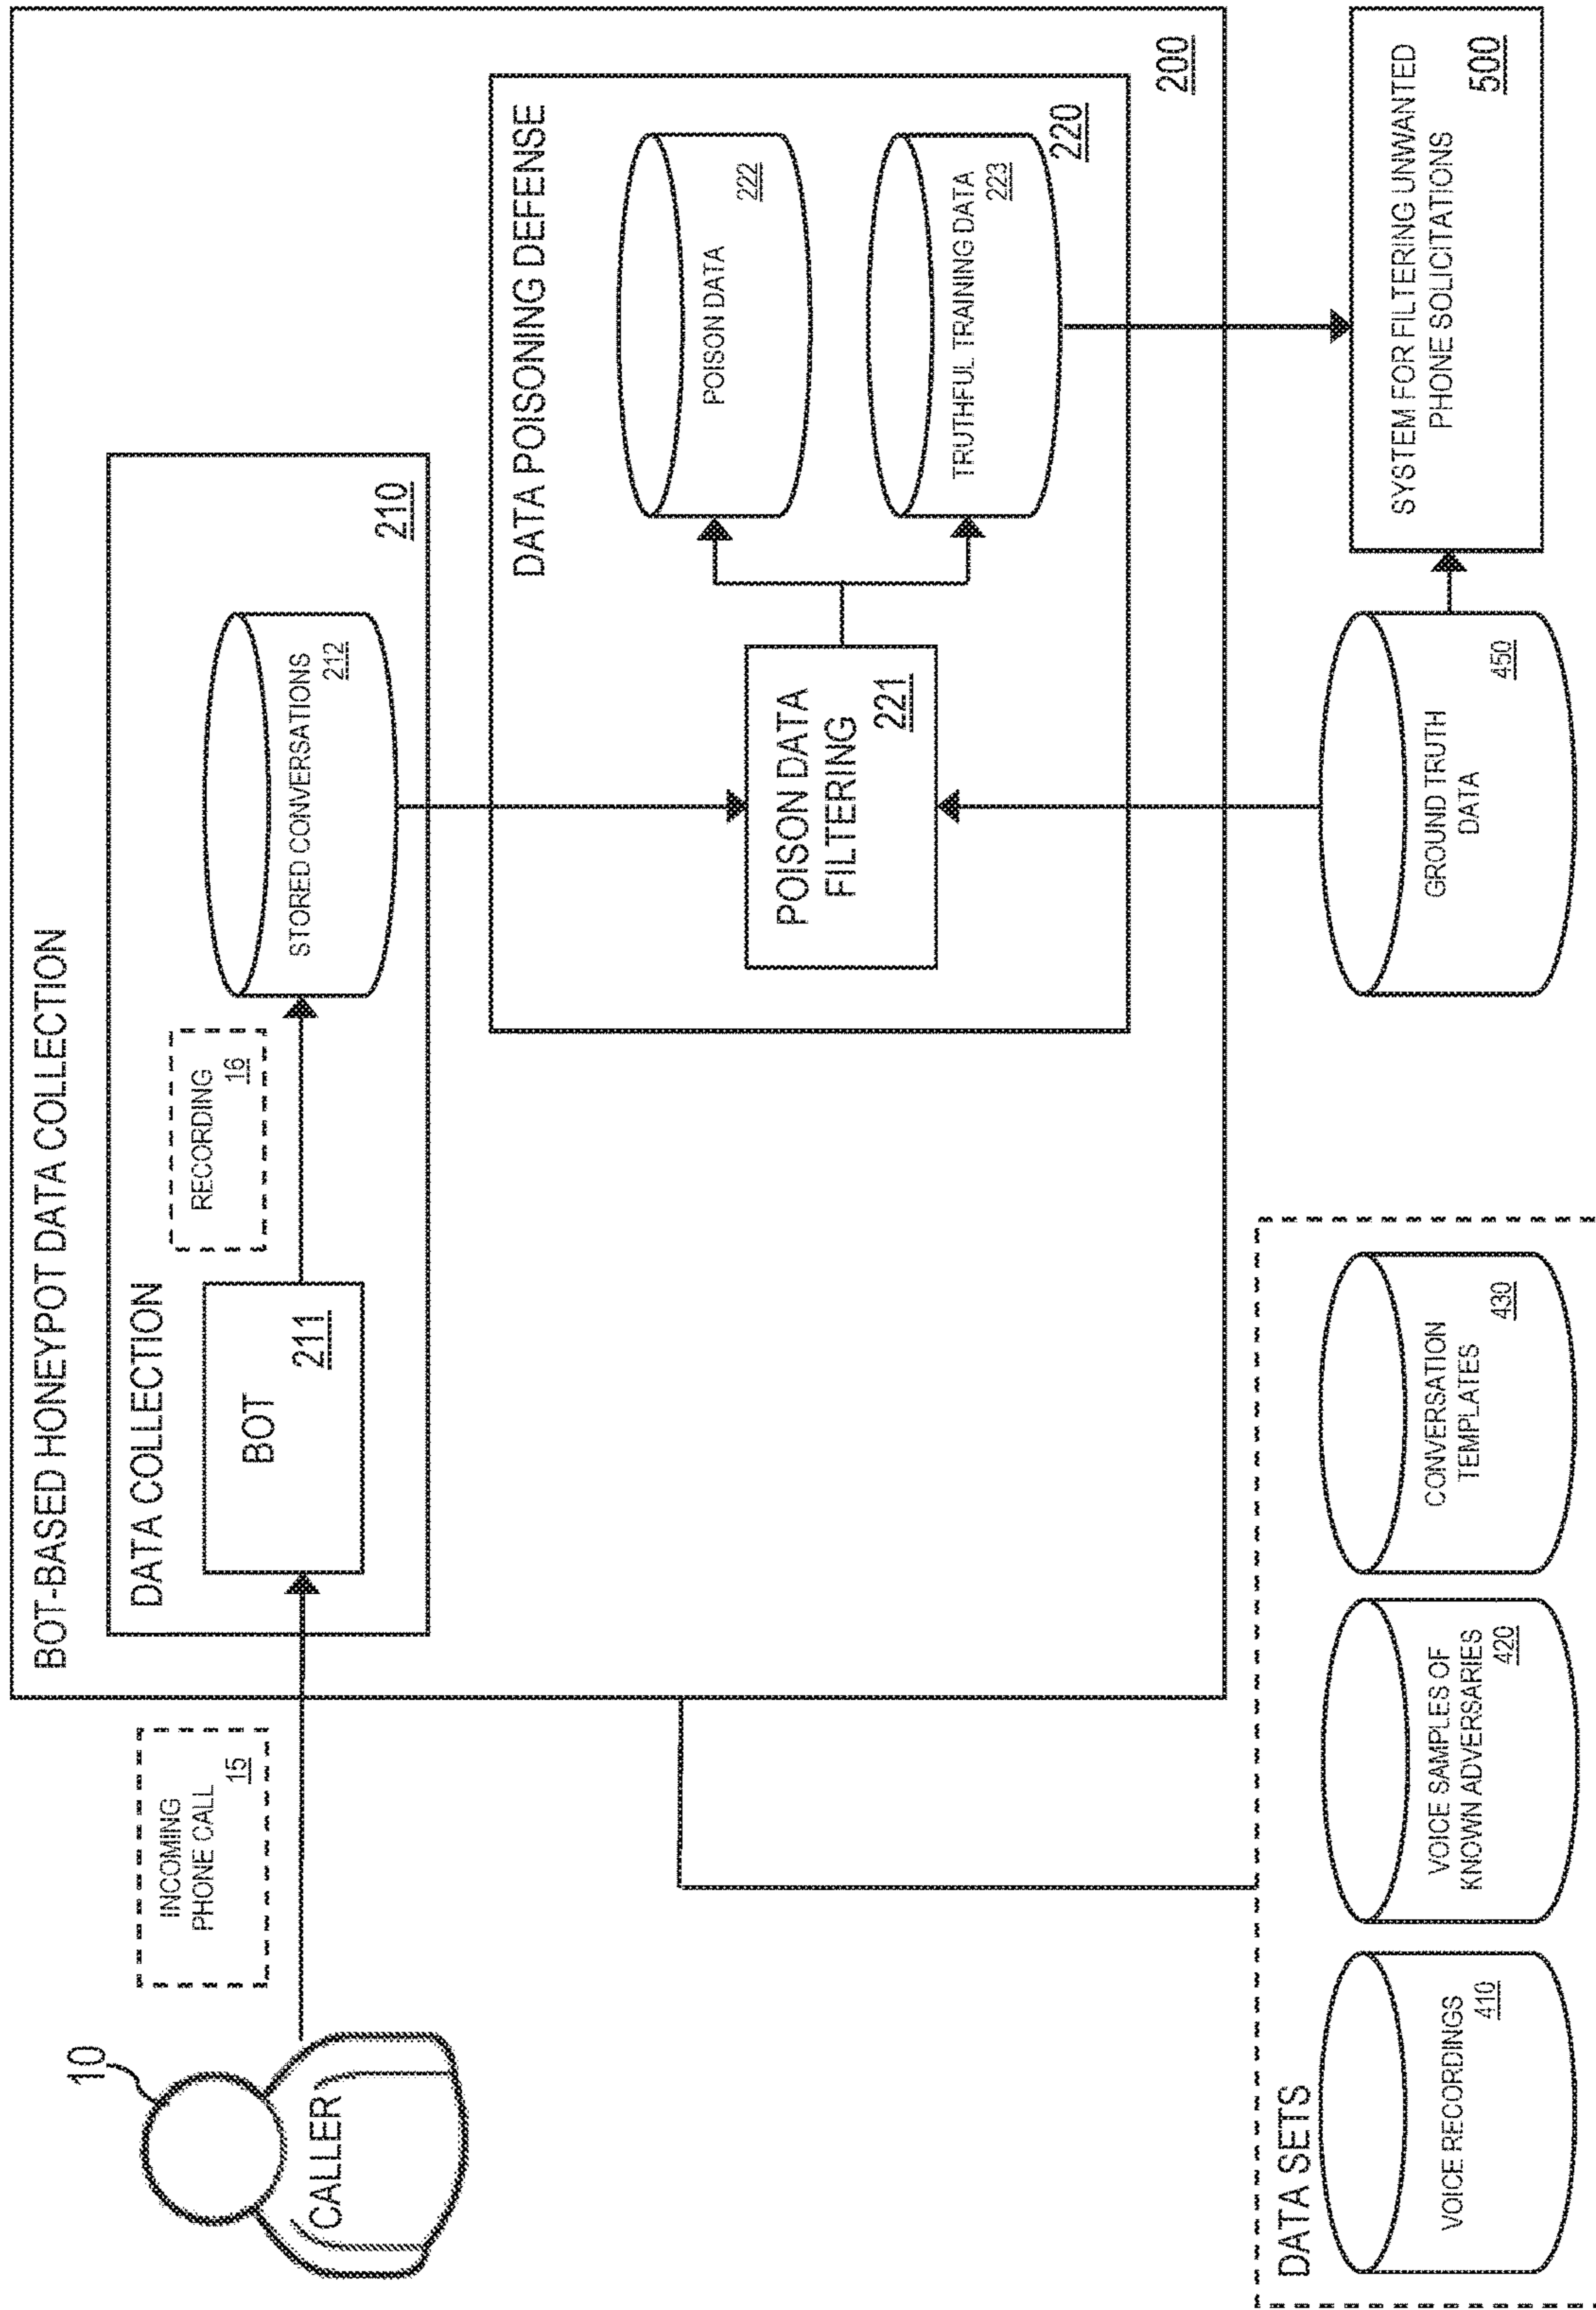 BOT-BASED HONEYPOT DATA COLLECTION
10
CALLER
INCOMING
PHONE CALL
15
DATA COLLECTION
BOT
211
RECORDING
16
STORED CONVERSATIONS
212
210
DATA POISONING DEFENSE
POISON DATA
FILTERING
221
POISON DATA
222
TRUTHFUL TRAINING DATA
223
220
200
DATA SETS
VOICE RECORDINGS
410
VOICE SAMPLES OF
KNOWN ADVERSARIES
420
CONVERSATION
TEMPLATES
430
GROUND TRUTH
DATA
450
SYSTEM FOR FILTERING UNWANTED
PHONE SOLICITATIONS
500